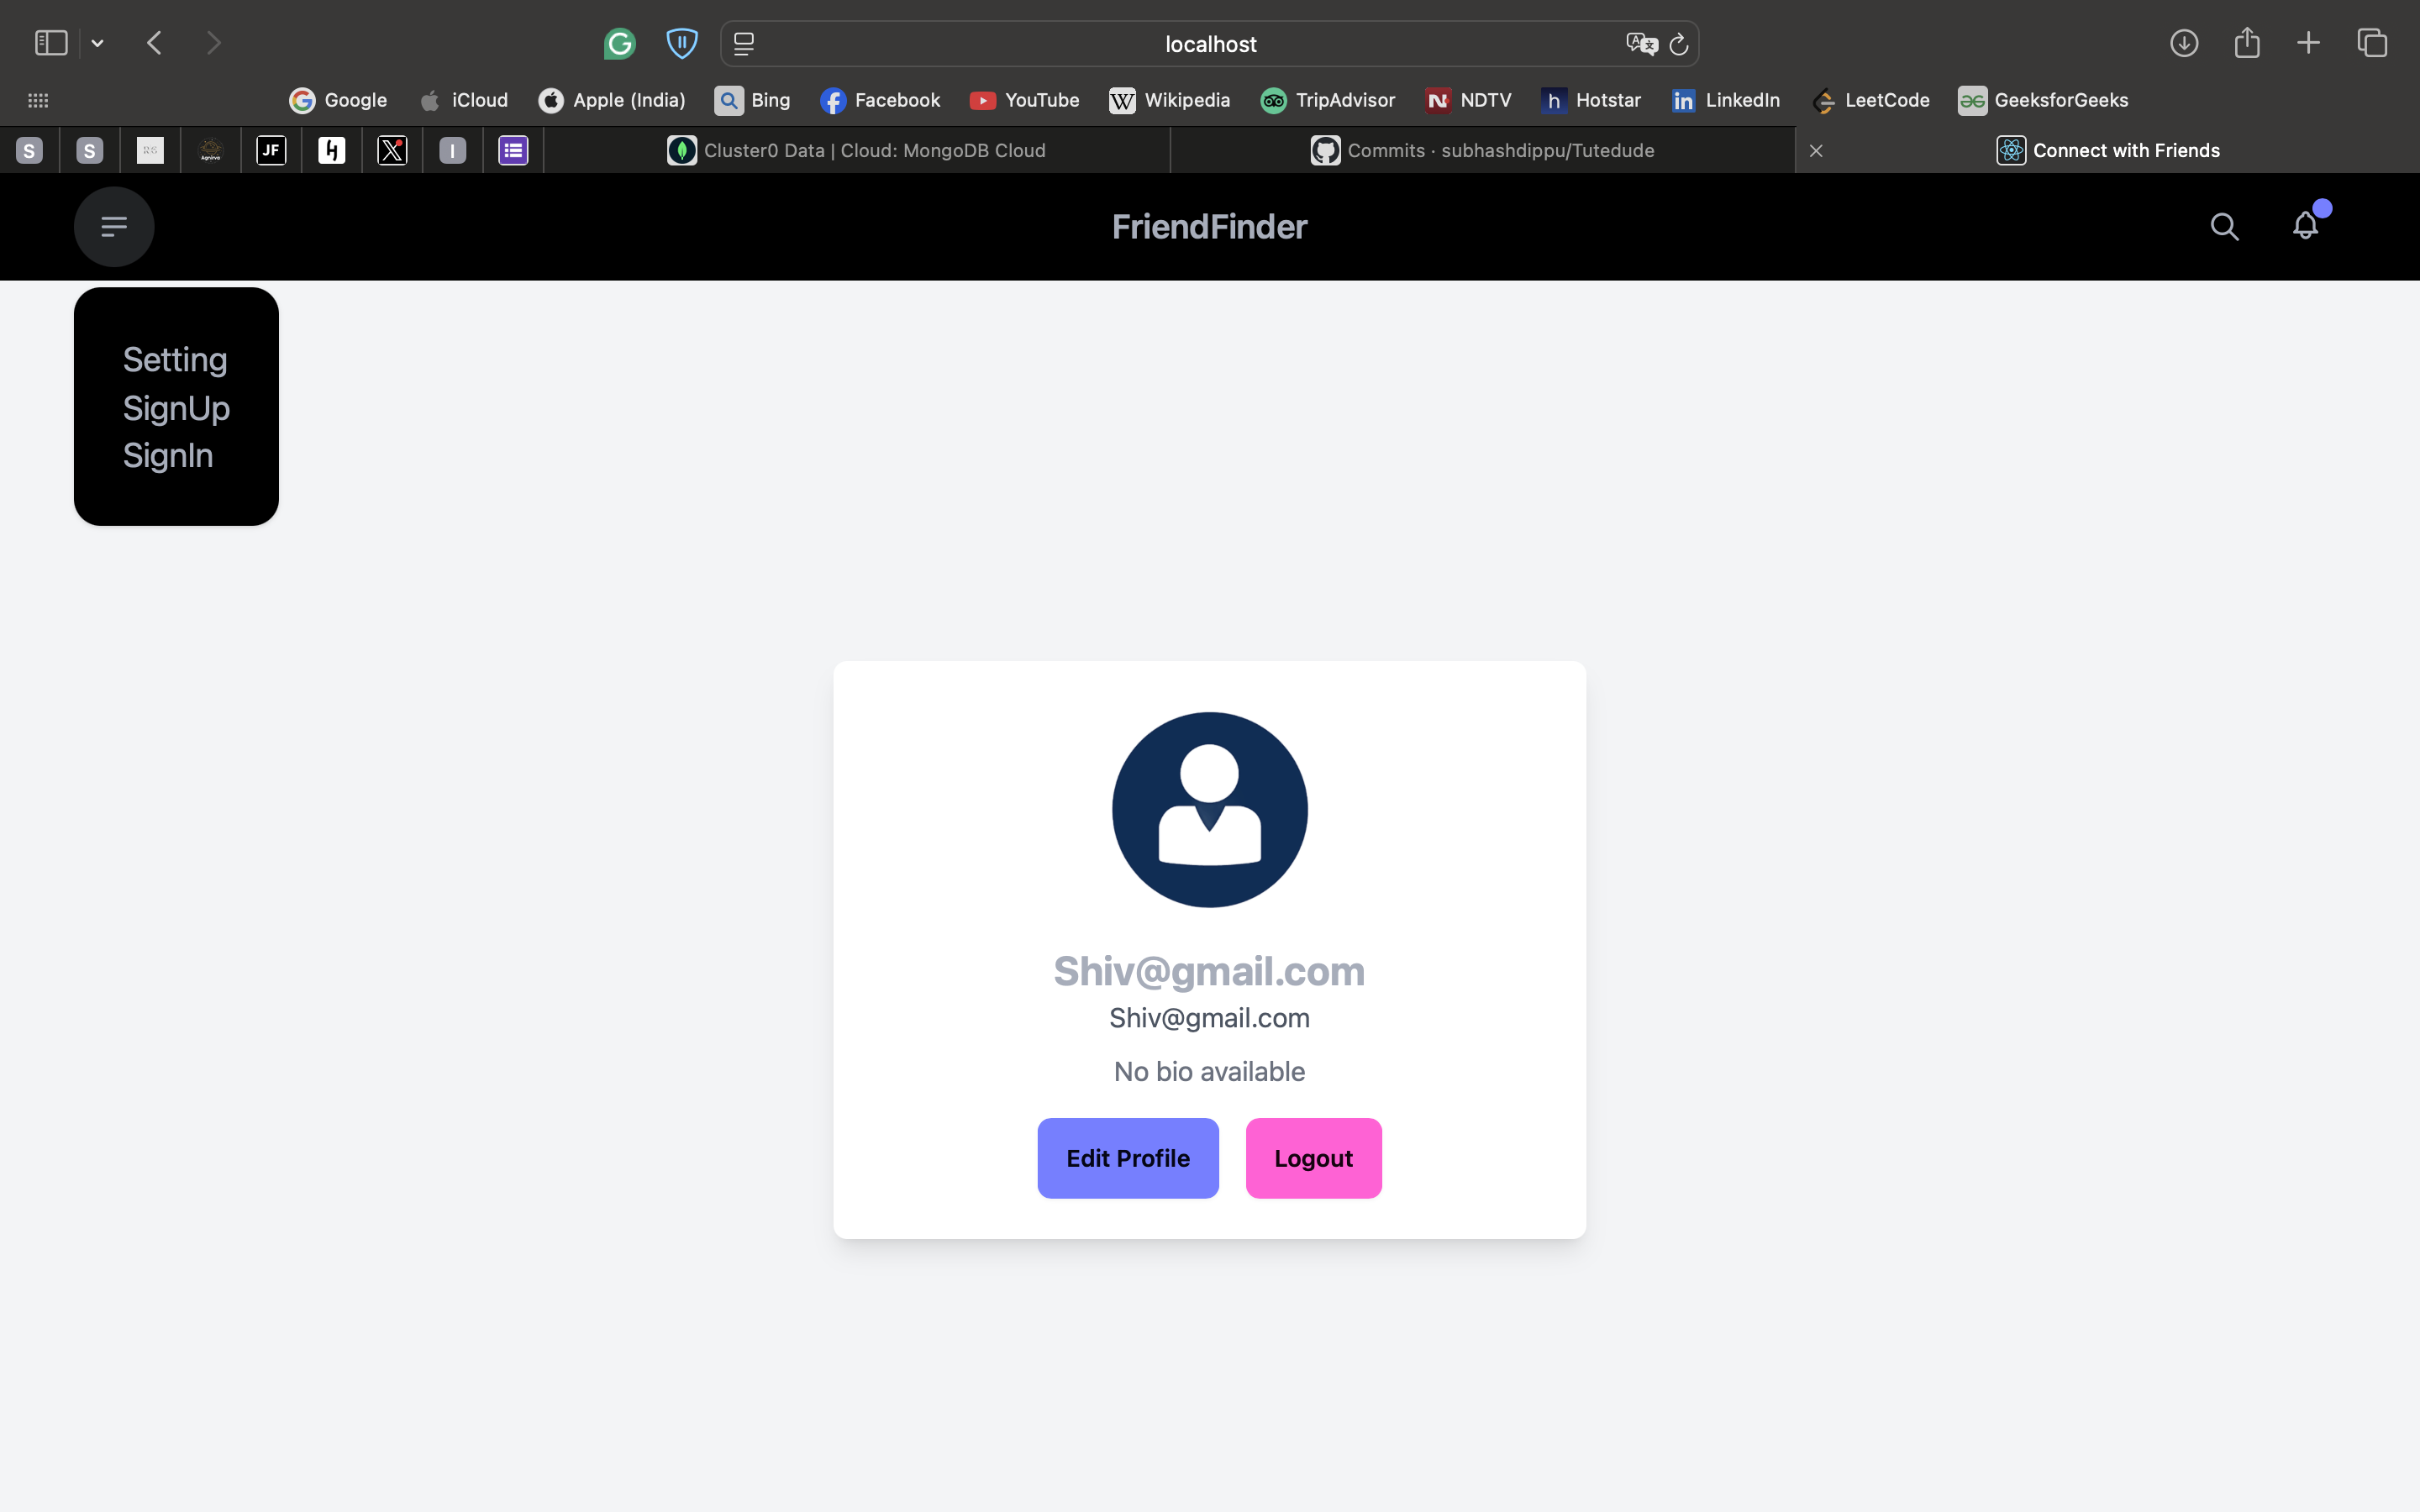 localhost
Google iCloud Apple (India) Bing Facebook YouTube Wikipedia TripAdvisor NDTV Hotstar LinkedIn LeetCode GeeksforGeeks
S S JF I Cluster0 Data | Cloud: MongoDB Cloud Commits · subhashdippu/Tutedude Connect with Friends
FriendFinder
Setting
SignUp
SignIn
Shiv@gmail.com
Shiv@gmail.com
No bio available
Edit Profile Logout